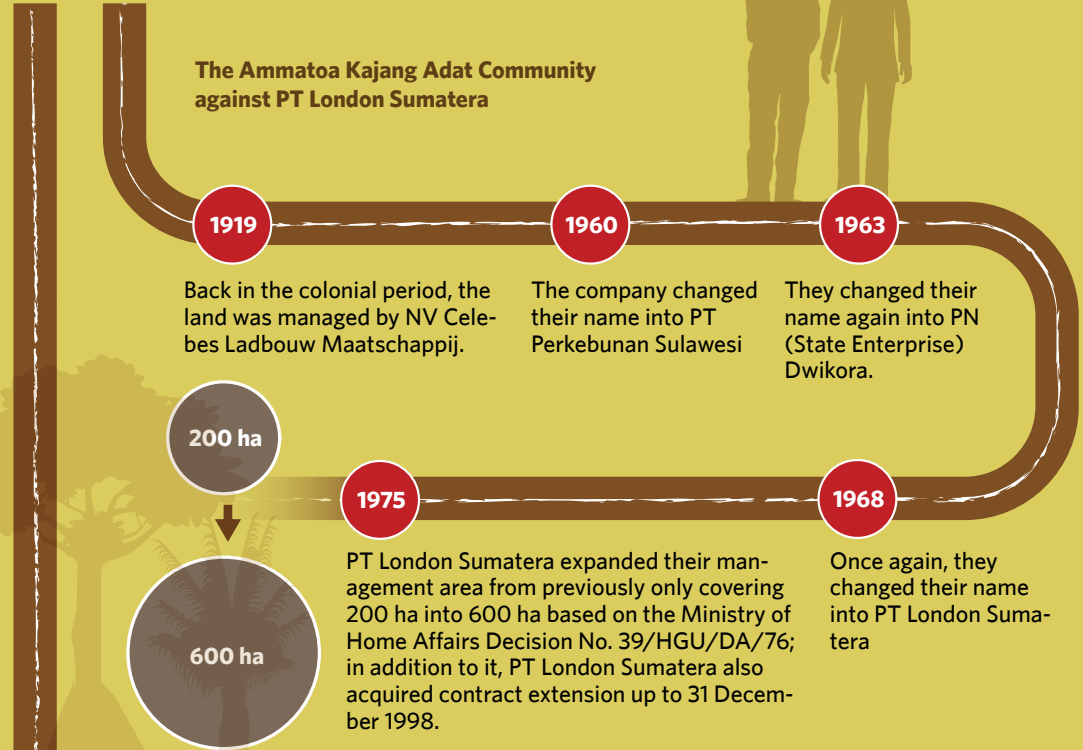 The Ammatoa Kajang Adat Community
against PT London Sumatera
1919
Back in the colonial period, the
land was managed by NV Cele-
bes Ladbouw Maatschappij.
1960
The company changed
their name into PT
Perkebunan Sulawesi
1963
They changed their
name again into PN
(State Enterprise)
Dwikora.
1968
Once again, they
changed their name
into PT London Suma-
tera
1975
PT London Sumatera expanded their man-
agement area from previously only covering
200 ha into 600 ha based on the Ministry of
Home Affairs Decision No. 39/HGU/DA/76;
in addition to it, PT London Sumatera also
acquired contract extension up to 31 Decem-
ber 1998.
200 ha
600 ha